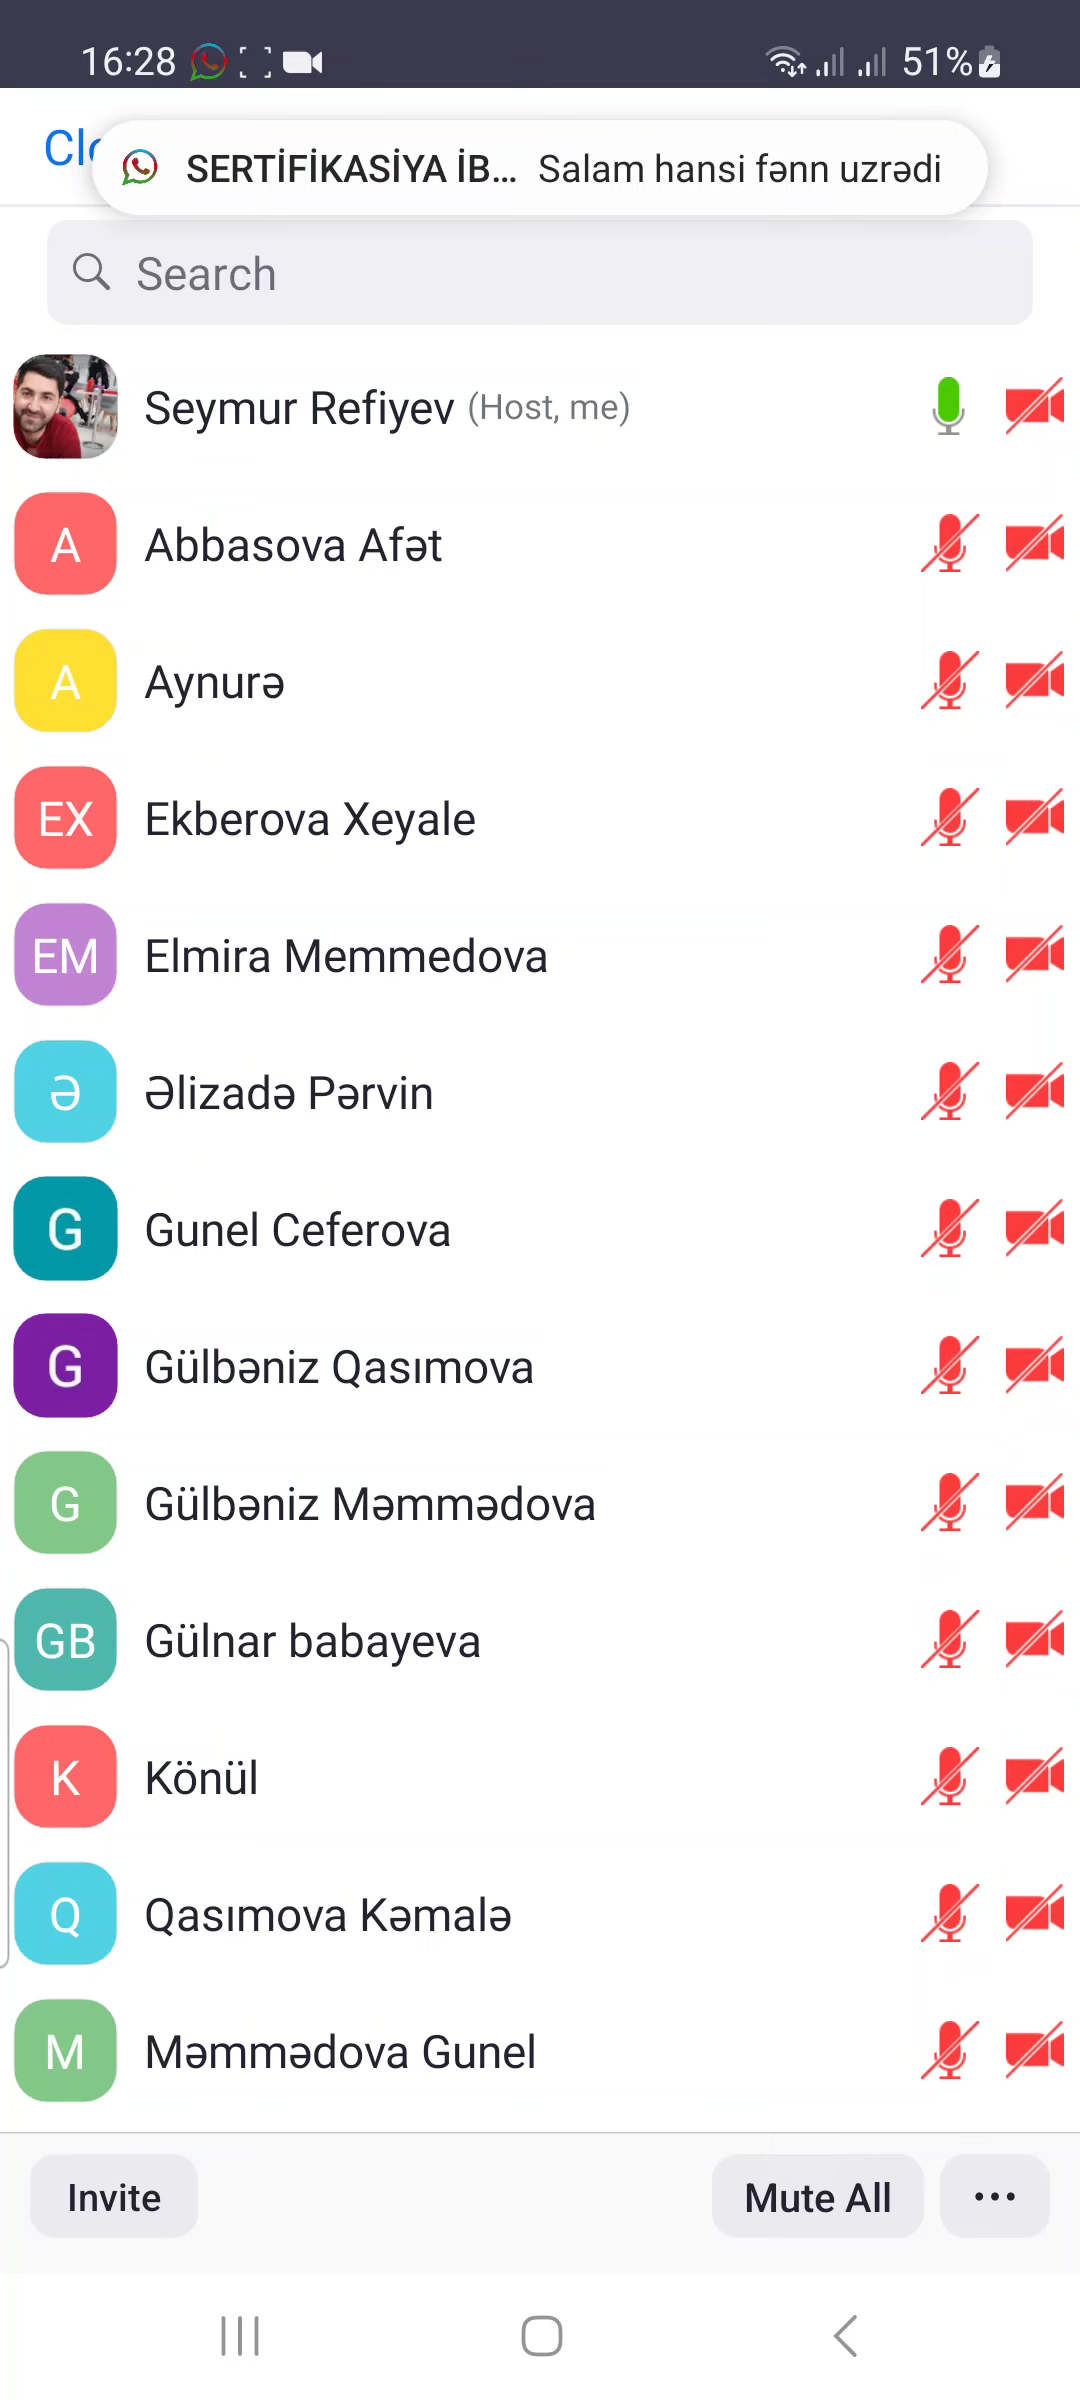 16:28 51%
Clo
SERTİFİKASİYA İB... Salam hansi fənn uzrədi
Search
Seymur Refiyev (Host, me)
A Abbasova Afət
A Aynurə
EX Ekberova Xeyale
EM Elmira Memmedova
Ə Əlizadə Pərvin
G Gunel Ceferova
G Gülbəniz Qasımova
G Gülbəniz Məmmədova
GB Gülnar babayeva
K Könül
Q Qasımova Kəmalə
M Məmmədova Gunel
Invite Mute All ...